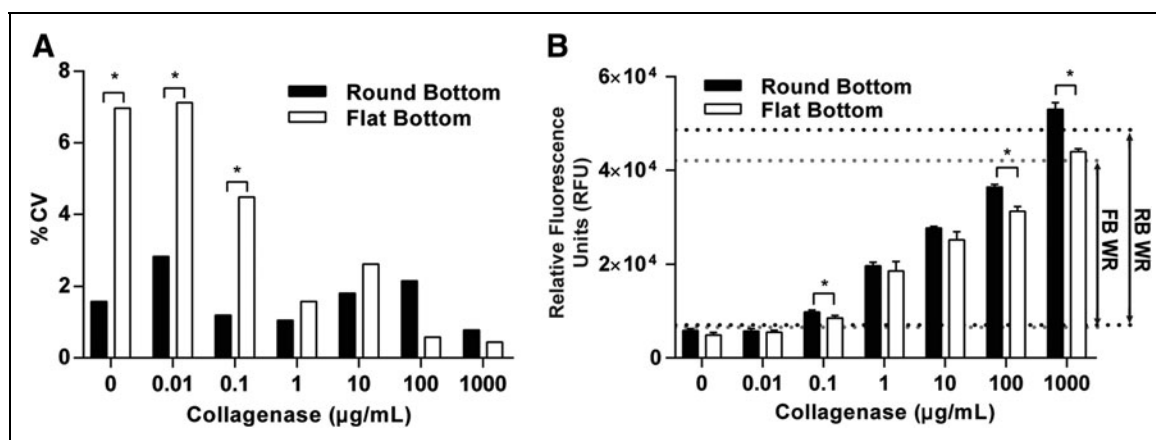 A
8
6
4
2
0
% CV
* * *
Round Bottom
Flat Bottom
0 0.01 0.1 1 10 100 1000
Collagenase (µg/mL)
B
6×10⁴
4×10⁴
2×10⁴
0
Relative Fluorescence
Units (RFU)
Round Bottom
Flat Bottom
* * *
FB WR
RB WR
0 0.01 0.1 1 10 100 1000
Collagenase (µg/mL)